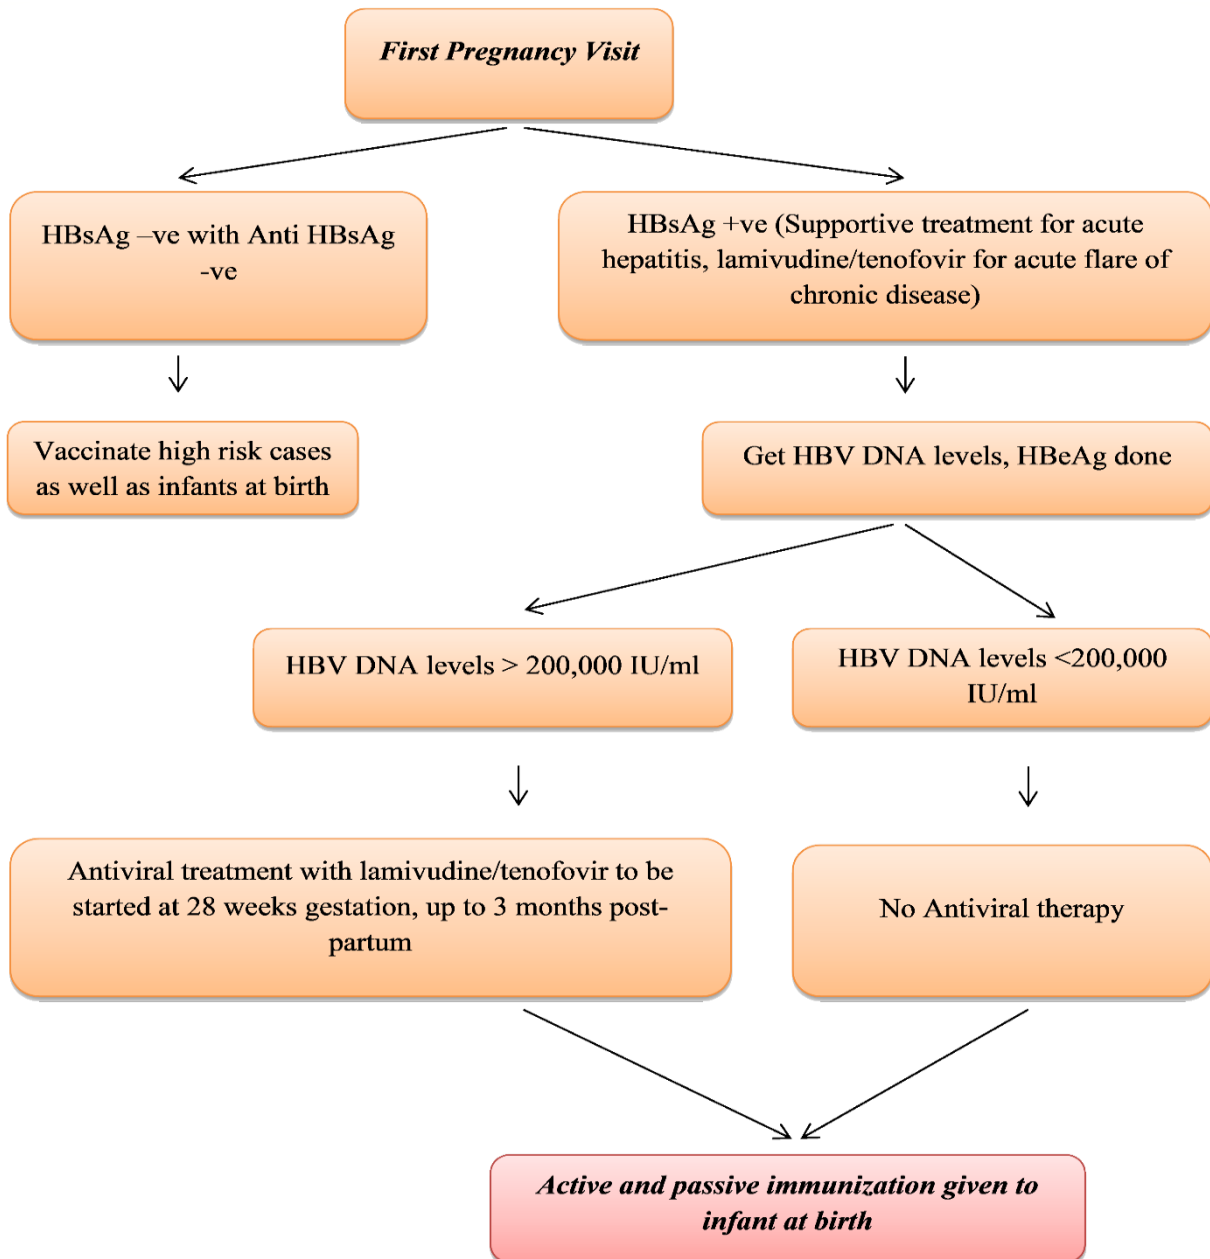 First Pregnancy Visit
HBsAg –ve with Anti HBsAg
-ve
HBsAg +ve (Supportive treatment for acute
hepatitis, lamivudine/tenofovir for acute flare of
chronic disease)
Vaccinate high risk cases
as well as infants at birth
Get HBV DNA levels, HBeAg done
HBV DNA levels > 200,000 IU/ml
HBV DNA levels <200,000
IU/ml
Antiviral treatment with lamivudine/tenofovir to be
started at 28 weeks gestation, up to 3 months post-
partum
No Antiviral therapy
Active and passive immunization given to
infant at birth